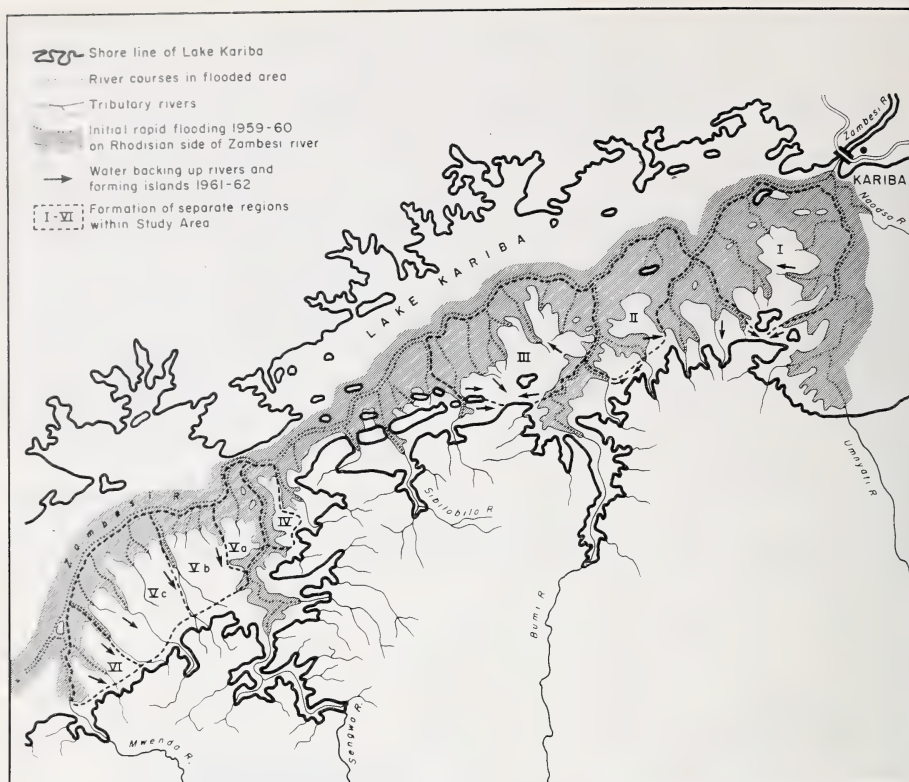 Shore line of Lake Kariba
River courses in flooded area
Tributary rivers
Initial rapid flooding 1959-60
on Rhodisian side of Zambesi river
Water backing up rivers and
forming islands 1961-62
I-VI Formation of separate regions
within Study Area
Zambesi R.
KARIBA
Naodsa R.
LAKE KARIBA
I
II
III
Umnyati R.
Sibilobilo R
Zambesi R.
IV
Va
Vb
Vc
VI
Bumi R.
Mwenda R.
Sengwa R.